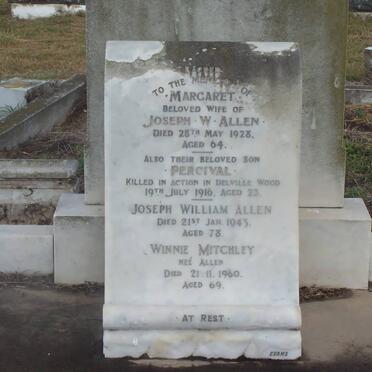 TO THE MEMORY OF
MARGARET
BELOVED WIFE OF
JOSEPH · W · ALLEN
DIED 28TH MAY 1928,
AGED 64.
ALSO THEIR BELOVED SON
PERCIVAL
KILLED IN ACTION IN DELVILLE WOOD
19TH JULY 1916, AGED 23.
JOSEPH WILLIAM ALLEN
DIED 21ST JAN 1943,
AGED 78.
WINNIE MITCHLEY
NEÉ ALLEN
DIED 21·11·1960.
AGED 69.
· AT REST ·
EVANS